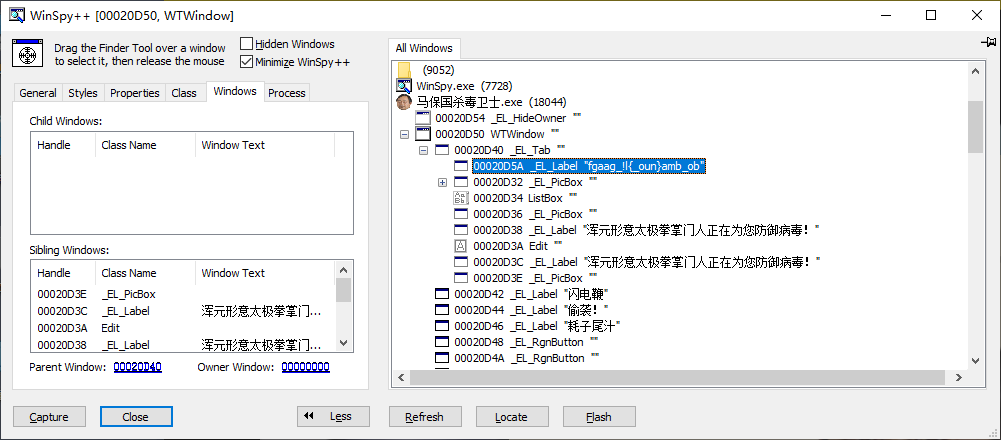 WinSpy++ [00020D50, WTWindow]
Drag the Finder Tool over a window
to select it, then release the mouse
Hidden Windows
Minimize WinSpy++
General Styles Properties Class Windows Process
Child Windows:
Handle Class Name Window Text
Sibling Windows:
Handle Class Name Window Text
00020D3E _EL_PicBox
00020D3C _EL_Label 浑元形意太极拳掌门...
00020D3A Edit
00020D38 _EL_Label 浑元形意太极拳掌门...
Parent Window: 00020D40 Owner Window: 00000000
Capture Close Less
All Windows
(9052)
WinSpy.exe (7728)
马保国杀毒卫士.exe (18044)
00020D54 _EL_HideOwner ""
00020D50 WTWindow ""
00020D40 _EL_Tab ""
00020D5A _EL_Label "fgaag_!l{_oun}amb_ob"
00020D32 _EL_PicBox ""
00020D34 ListBox ""
00020D36 _EL_PicBox ""
00020D38 _EL_Label "浑元形意太极拳掌门人正在为您防御病毒！"
00020D3A Edit ""
00020D3C _EL_Label "浑元形意太极拳掌门人正在为您防御病毒！"
00020D3E _EL_PicBox ""
00020D42 _EL_Label "闪电鞭"
00020D44 _EL_Label "偷袭！"
00020D46 _EL_Label "耗子尾汁"
00020D48 _EL_RgnButton ""
00020D4A _EL_RgnButton ""
Refresh Locate Flash